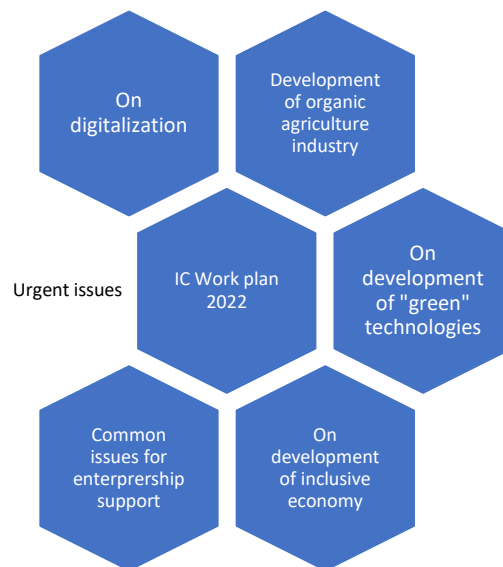 On
digitalization
Development
of organic
agriculture
industry
Urgent issues
IC Work plan
2022
On
development
of "green"
technologies
Common
issues for
enterprership
support
On
development
of inclusive
economy